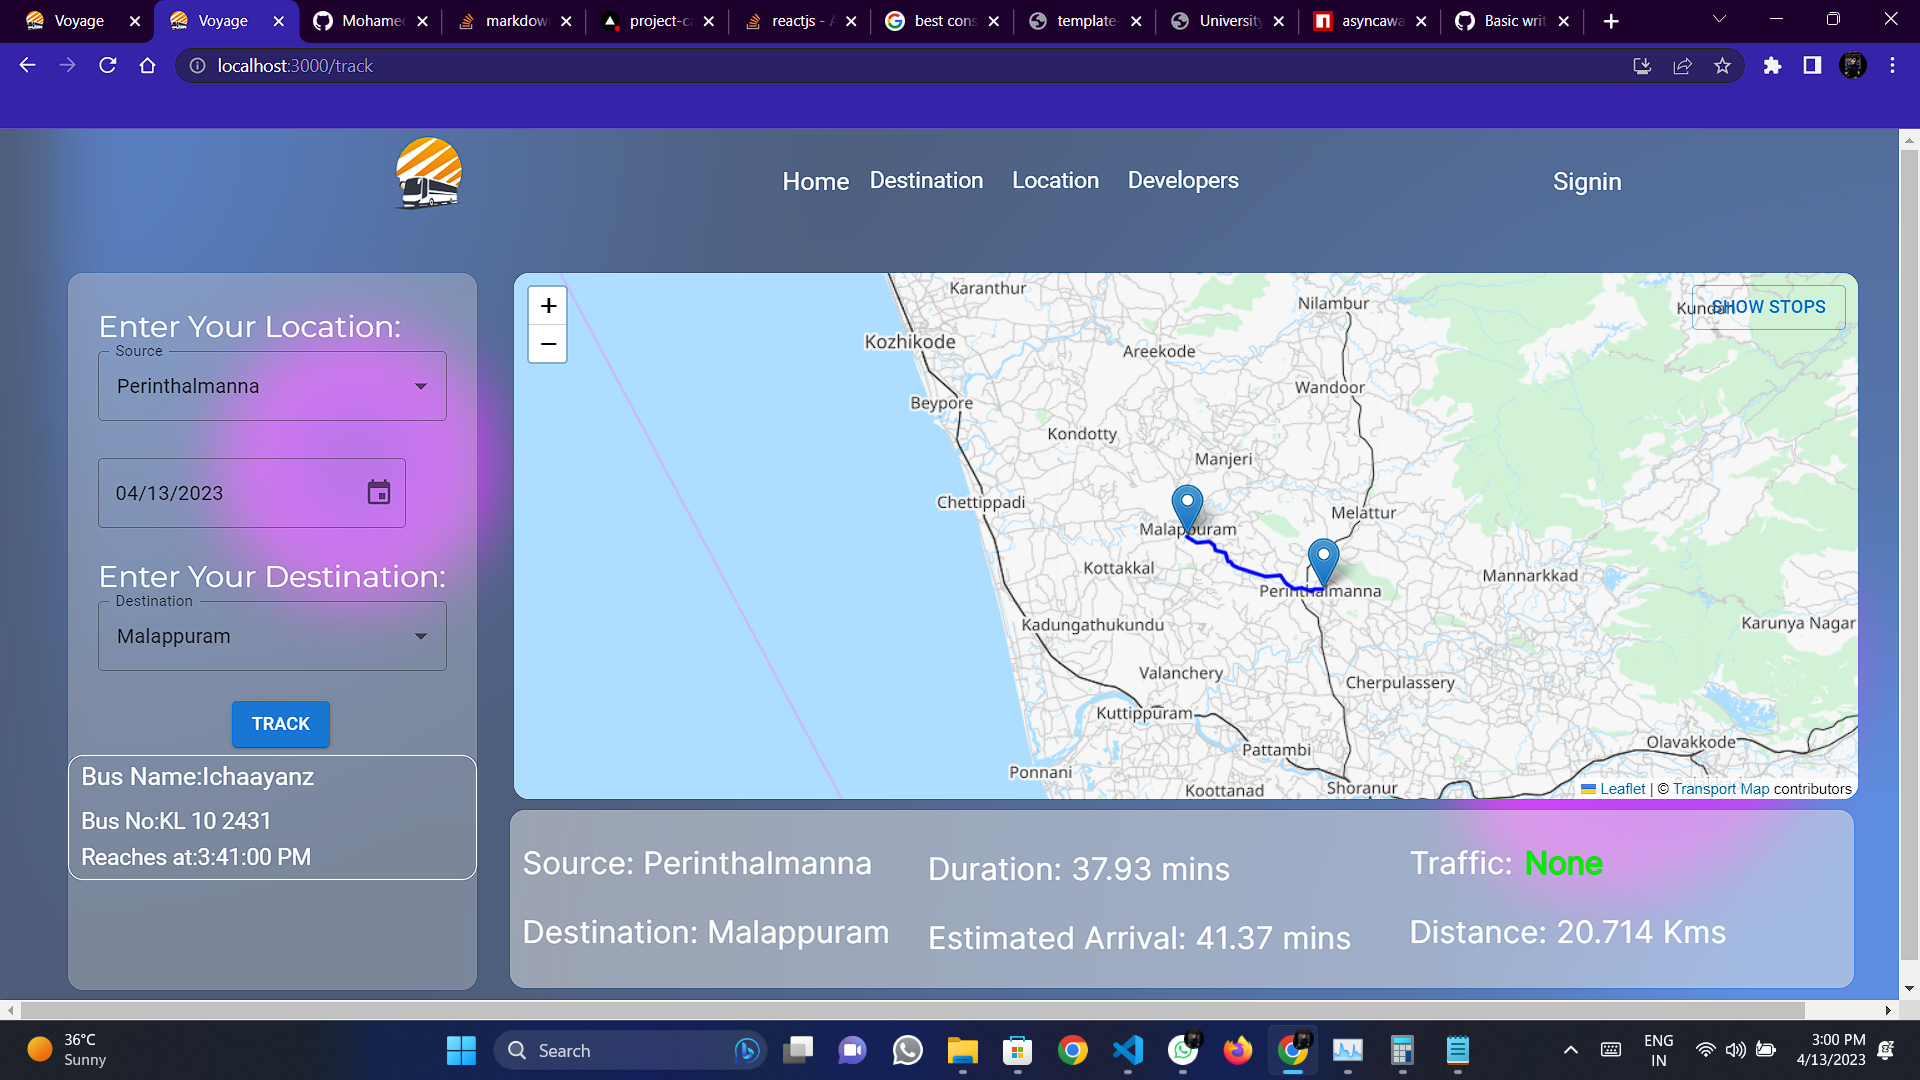 Voyage
Voyage
Mohamed
markdown
project-ca
reactjs - A
best cons
template-
University
asyncawa
Basic writ
localhost:3000/track
Home
Destination
Location
Developers
Signin
Enter Your Location:
Source
Perinthalmanna
04/13/2023
Enter Your Destination:
Destination
Malappuram
TRACK
Bus Name:Ichaayanz
Bus No:KL 10 2431
Reaches at:3:41:00 PM
+
−
SHOW STOPS
Karanthur
Nilambur
Kozhikode
Areekode
Wandoor
Beypore
Kondotty
Manjeri
Chettippadi
Melattur
Malappuram
Kottakkal
Mannarkkad
Perinthalmanna
Kadungathukundu
Karunya Nagar
Valanchery
Cherpulassery
Kuttippuram
Olavakkode
Pattambi
Ponnani
Shoranur
Koottanad
Leaflet | © Transport Map contributors
Source: Perinthalmanna
Duration: 37.93 mins
Traffic: None
Destination: Malappuram
Estimated Arrival: 41.37 mins
Distance: 20.714 Kms
36°C
Sunny
Search
ENG
IN
3:00 PM
4/13/2023